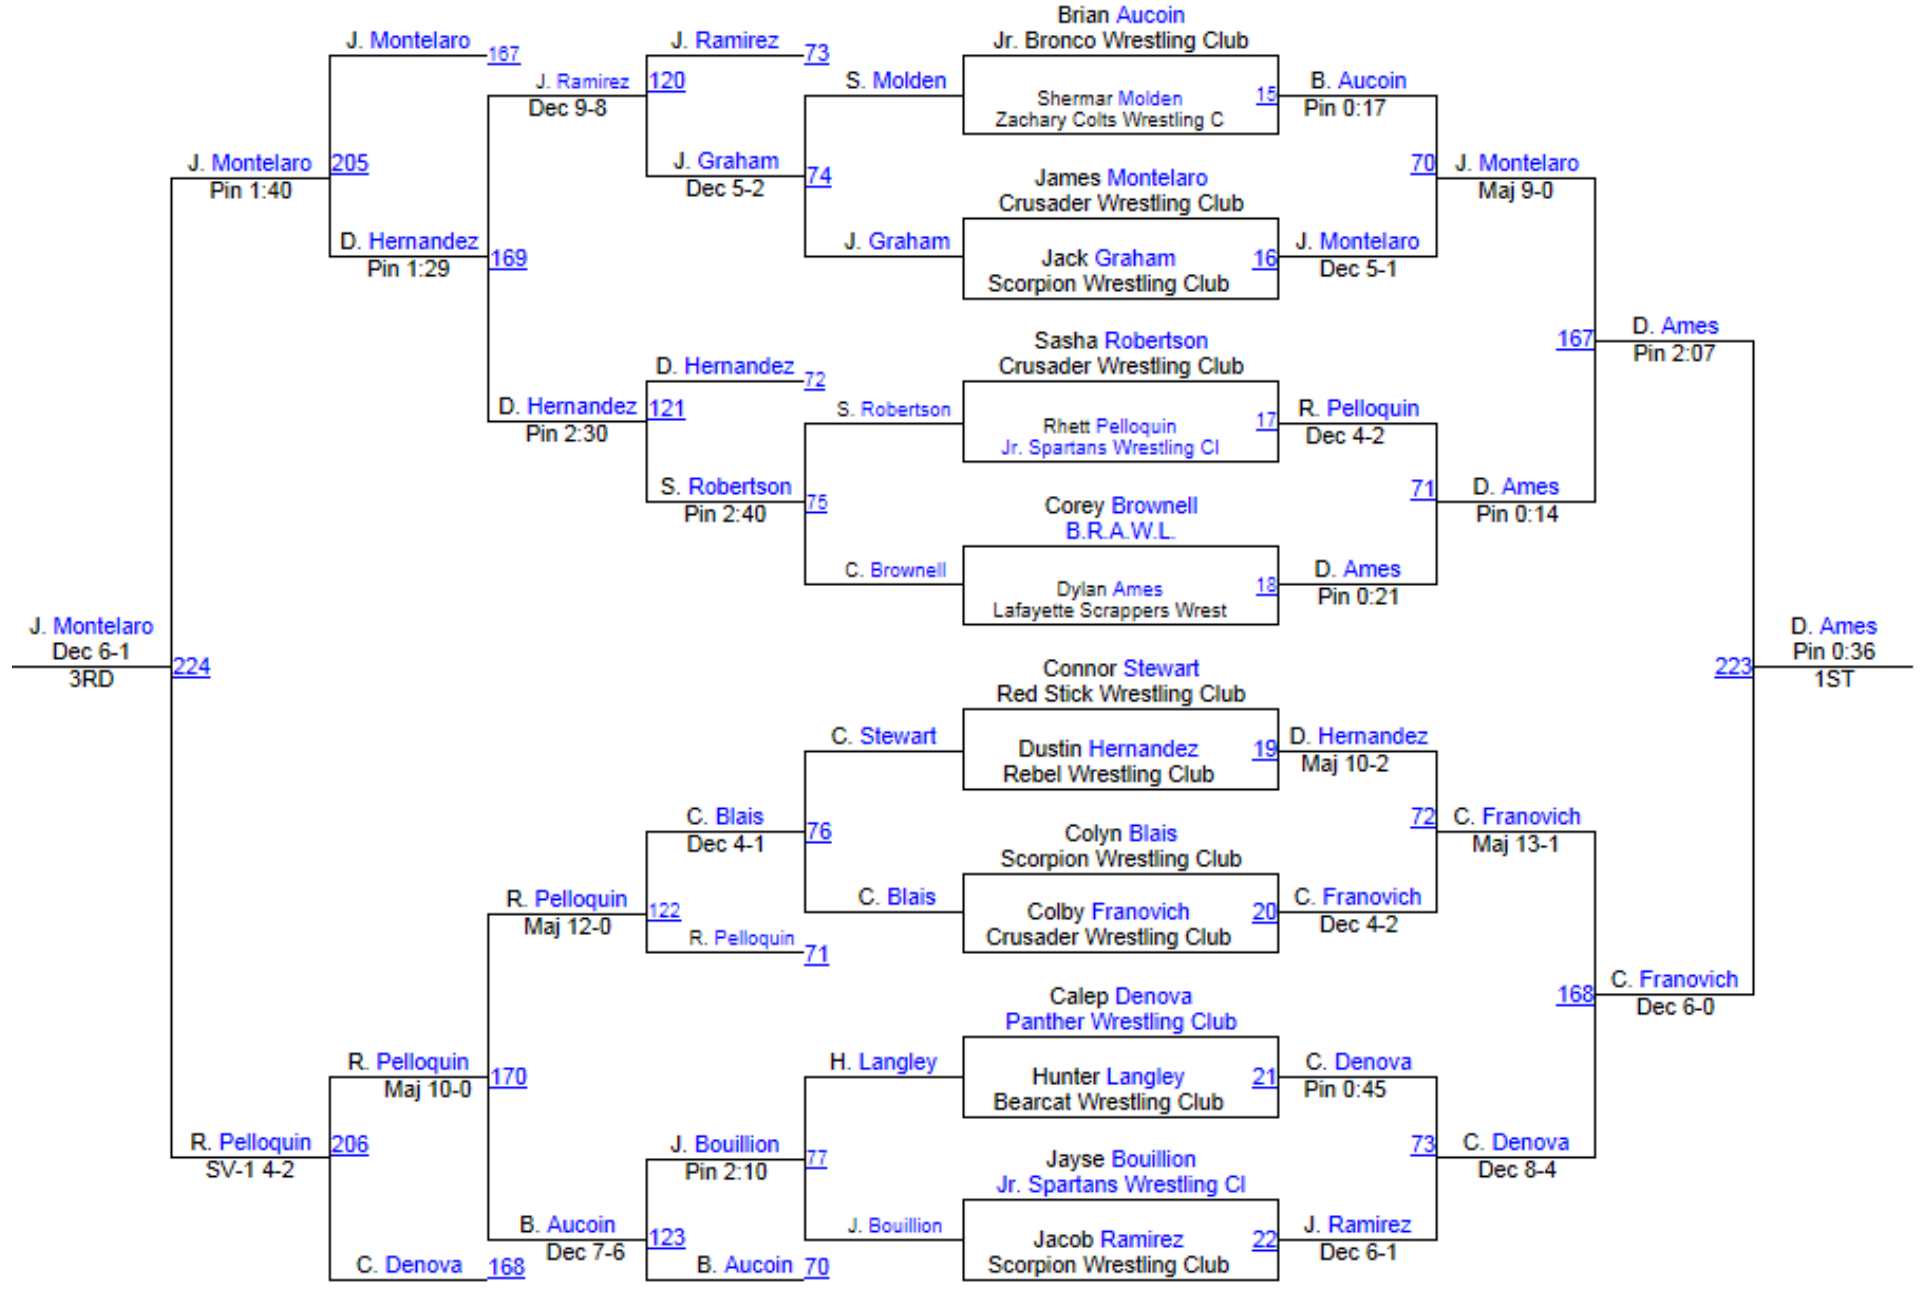 Brian Aucoin
J. Montelaro
J. Ramirez
Jr. Bronco Wrestling Club
167
73
J. Ramirez
120
S. Molden
B. Aucoin
Dec 9-8
Shermar Molden
15
Pin 0:17
Zachary Colts Wrestling C
J. Montelaro
205
J. Graham
74
70
J. Montelaro
Pin 1:40
Dec 5-2
James Montelaro
Maj 9-0
Crusader Wrestling Club
D. Hernandez
J. Graham
J. Montelaro
Pin 1:29
169
Jack Graham
16
Dec 5-1
Scorpion Wrestling Club
Sasha Robertson
167
D. Ames
Crusader Wrestling Club
Pin 2:07
D. Hernandez
72
D. Hernandez
121
S. Robertson
R. Pelloquin
Pin 2:30
Rhett Pelloquin
17
Dec 4-2
Jr. Spartans Wrestling Cl
S. Robertson
75
71
D. Ames
Pin 2:40
Corey Brownell
Pin 0:14
B.R.A.W.L.
C. Brownell
D. Ames
Dylan Ames
18
Pin 0:21
Lafayette Scrappers Wrest
J. Montelaro
D. Ames
Dec 6-1
Pin 0:36
3RD
224
Connor Stewart
223
1ST
Red Stick Wrestling Club
C. Stewart
D. Hernandez
Dustin Hernandez
19
Maj 10-2
Rebel Wrestling Club
C. Blais
76
72
C. Franovich
Dec 4-1
Colyn Blais
Maj 13-1
Scorpion Wrestling Club
R. Pelloquin
122
C. Blais
C. Franovich
Maj 12-0
Colby Franovich
20
Dec 4-2
R. Pelloquin
71
Crusader Wrestling Club
Calep Denova
168
C. Franovich
Panther Wrestling Club
Dec 6-0
R. Pelloquin
170
H. Langley
C. Denova
Maj 10-0
Hunter Langley
21
Pin 0:45
Bearcat Wrestling Club
R. Pelloquin
206
J. Bouillion
77
73
C. Denova
SV-1 4-2
Pin 2:10
Jayse Bouillion
Dec 8-4
Jr. Spartans Wrestling Cl
B. Aucoin
123
J. Bouillion
J. Ramirez
Dec 7-6
Jacob Ramirez
22
Dec 6-1
C. Denova
168
B. Aucoin
70
Scorpion Wrestling Club